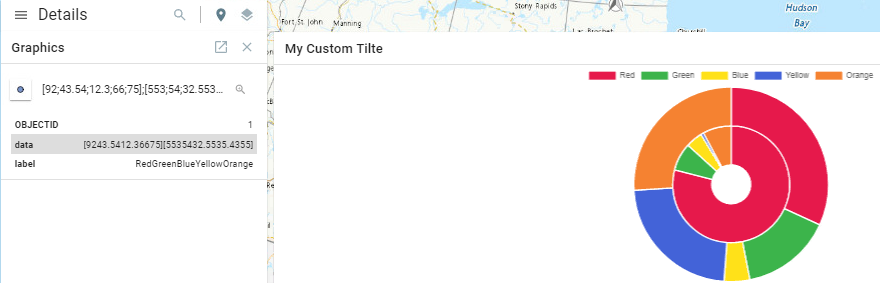 Details
Graphics
[92;43.54;12.3;66;75];[553;54;32.553...
OBJECTID 1
data [9243.5412.36675][5535432.5535.4355]
label RedGreenBlueYellowOrange
Fort St. John
Manning
Stony Rapids
Hudson
Bay
My Custom Tilte
Red Green Blue Yellow Orange